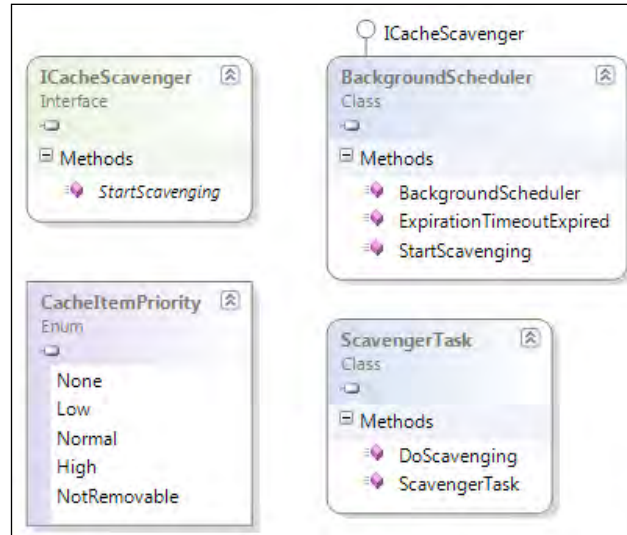 ICacheScavenger
Interface
Methods
StartScavenging
ICacheScavenger
BackgroundScheduler
Class
Methods
BackgroundScheduler
ExpirationTimeoutExpired
StartScavenging
CacheItemPriority
Enum
None
Low
Normal
High
NotRemovable
ScavengerTask
Class
Methods
DoScavenging
ScavengerTask